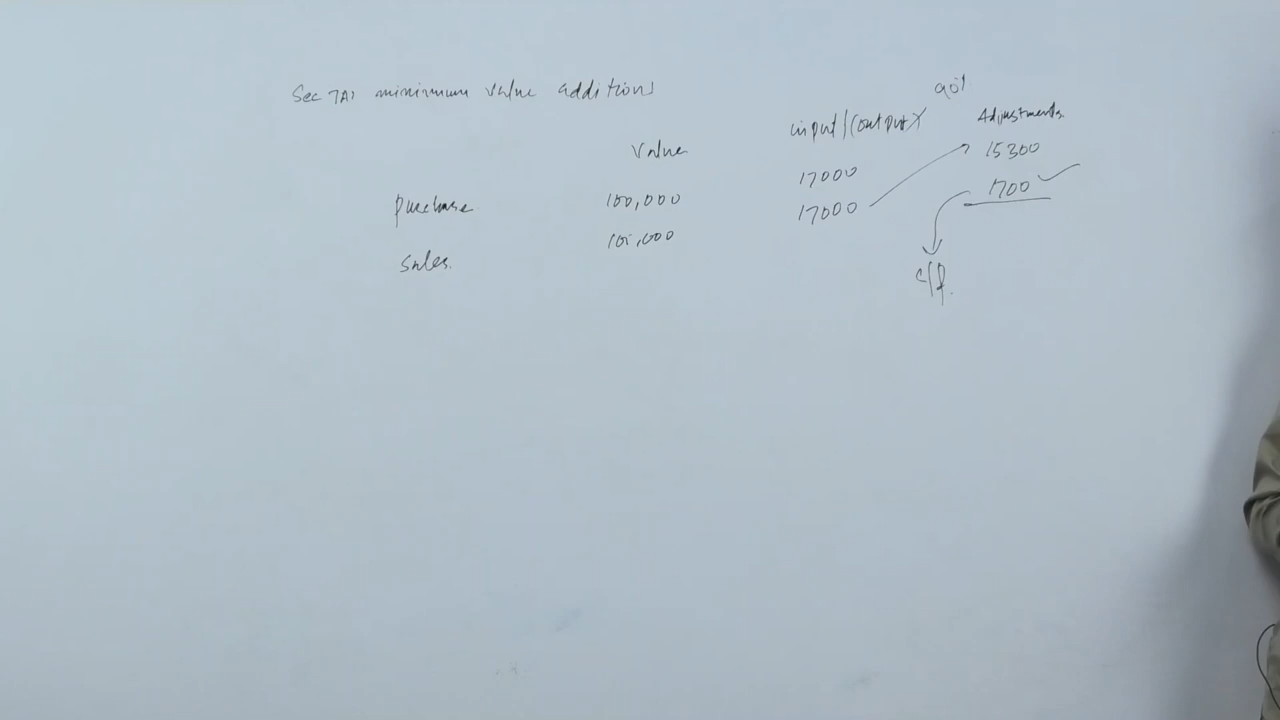 Sec 7A: minimum value additions
90%
value input/(output) Adjustments
17000 15300
purchase 100,000 17000 1700
sales. 100,000
c/f.